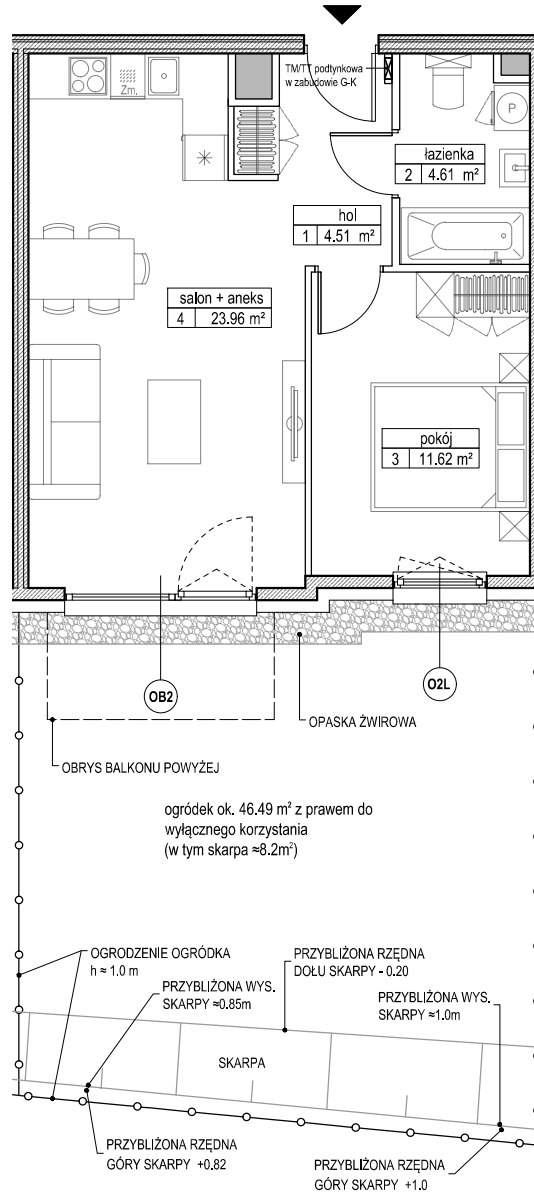 TM/TT podtynkowa
w zabudowie G-K
Zm.
P
łazienka
2 4.61 m²
hol
1 4.51 m²
salon + aneks
4 23.96 m²
pokój
3 11.62 m²
OB2
O2L
OPASKA ŻWIROWA
OBRYS BALKONU POWYŻEJ
ogródek ok. 46.49 m² z prawem do
wyłącznego korzystania
(w tym skarpa ≈8.2m²)
OGRODZENIE OGRÓDKA
h ≈ 1.0 m
PRZYBLIŻONA RZĘDNA
DOŁU SKARPY - 0.20
PRZYBLIŻONA WYS.
SKARPY ≈0.85m
PRZYBLIŻONA WYS.
SKARPY ≈1.0m
SKARPA
PRZYBLIŻONA RZĘDNA
GÓRY SKARPY +0.82
PRZYBLIŻONA RZĘDNA
GÓRY SKARPY +1.0